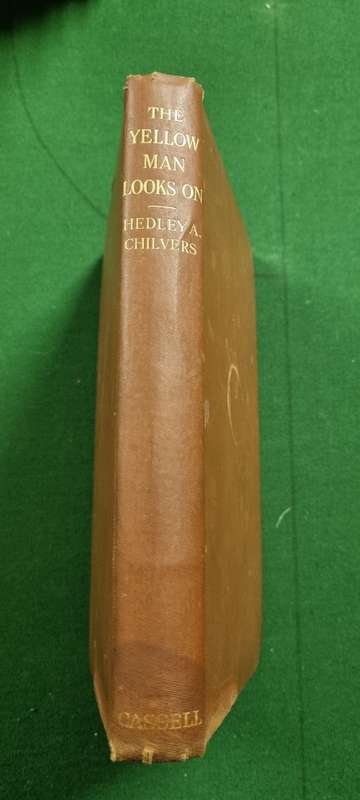 THE
YELLOW
MAN
LOOKS ON
HEDLEY A.
CHILVERS
CASSELL